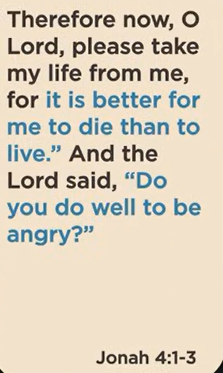 Therefore now, O
Lord, please take
my life from me,
for it is better for
me to die than to
live.” And the
Lord said, “Do
you do well to be
angry?”
Jonah 4:1-3